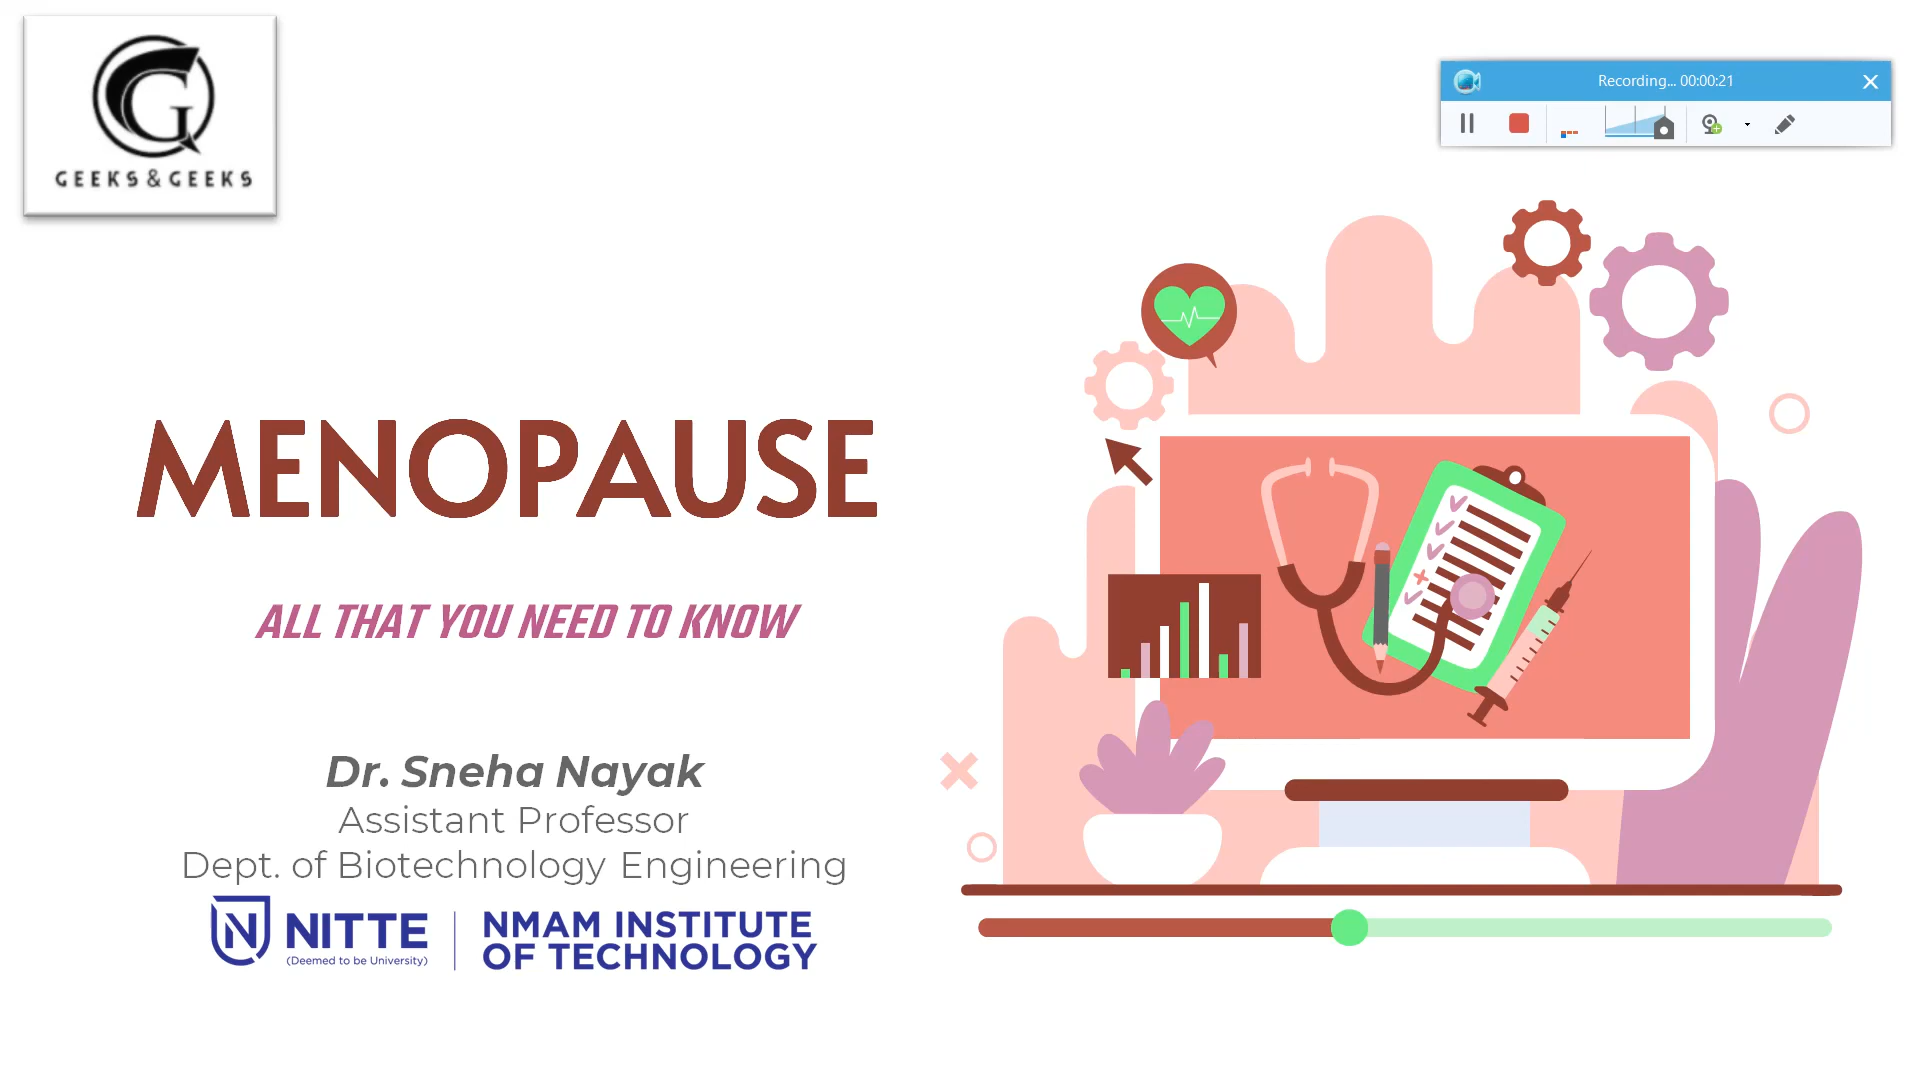 GEEKS&GEEKS
Recording... 00:00:21
MENOPAUSE
ALL THAT YOU NEED TO KNOW
Dr. Sneha Nayak
Assistant Professor
Dept. of Biotechnology Engineering
NITTE
(Deemed to be University)
NMAM INSTITUTE
OF TECHNOLOGY